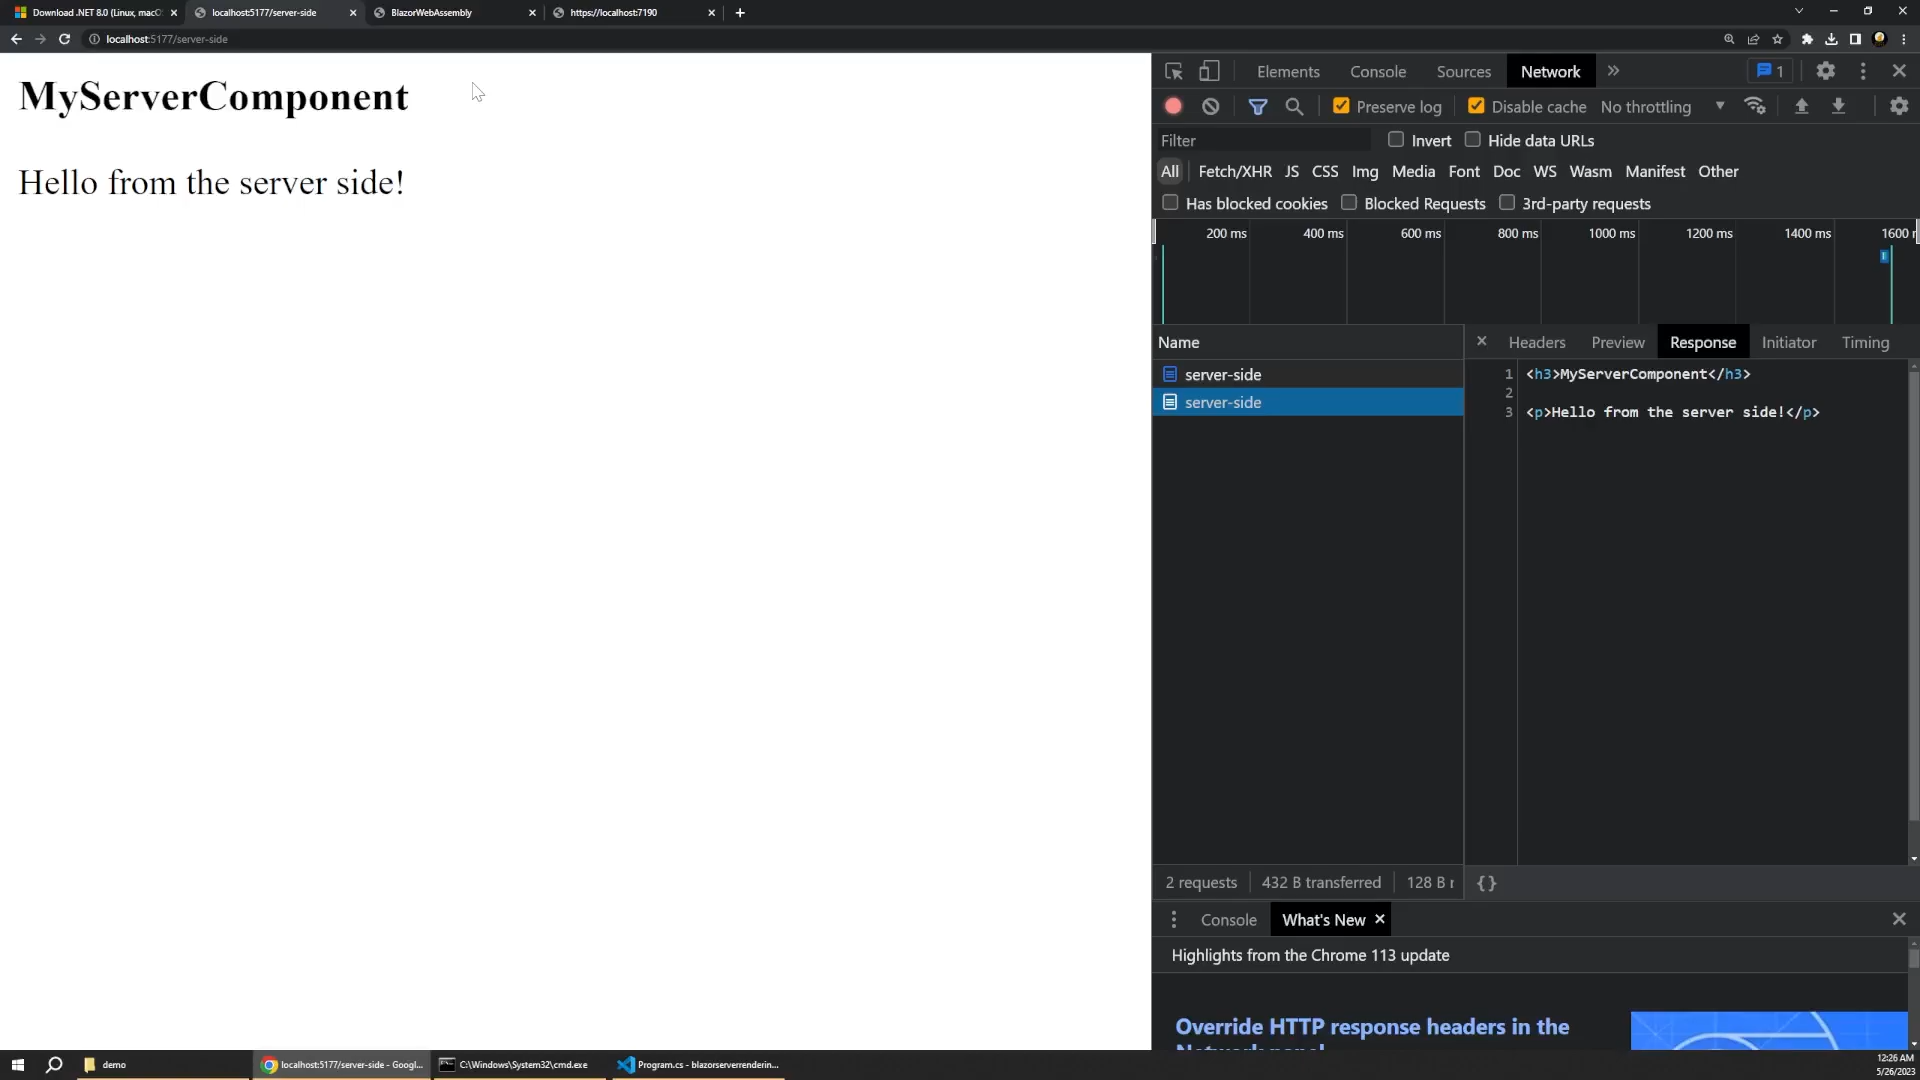 Download .NET 8.0 (Linux, macO
localhost:5177/server-side
BlazorWebAssembly
https://localhost:7190
localhost:5177/server-side
MyServerComponent
Hello from the server side!
Elements Console Sources Network 1
Preserve log Disable cache No throttling
Filter Invert Hide data URLs
All Fetch/XHR JS CSS Img Media Font Doc WS Wasm Manifest Other
Has blocked cookies Blocked Requests 3rd-party requests
200 ms 400 ms 600 ms 800 ms 1000 ms 1200 ms 1400 ms 1600
Name
server-side
server-side
Headers Preview Response Initiator Timing
1 <h3>MyServerComponent</h3>
2
3 <p>Hello from the server side!</p>
2 requests 432 B transferred 128 B r {}
Console What's New
Highlights from the Chrome 113 update
Override HTTP response headers in the
Network panel
demo
localhost:5177/server-side - Googl...
C:\Windows\System32\cmd.exe
Program.cs - blazorserverrenderin...
12:26 AM
5/26/2023